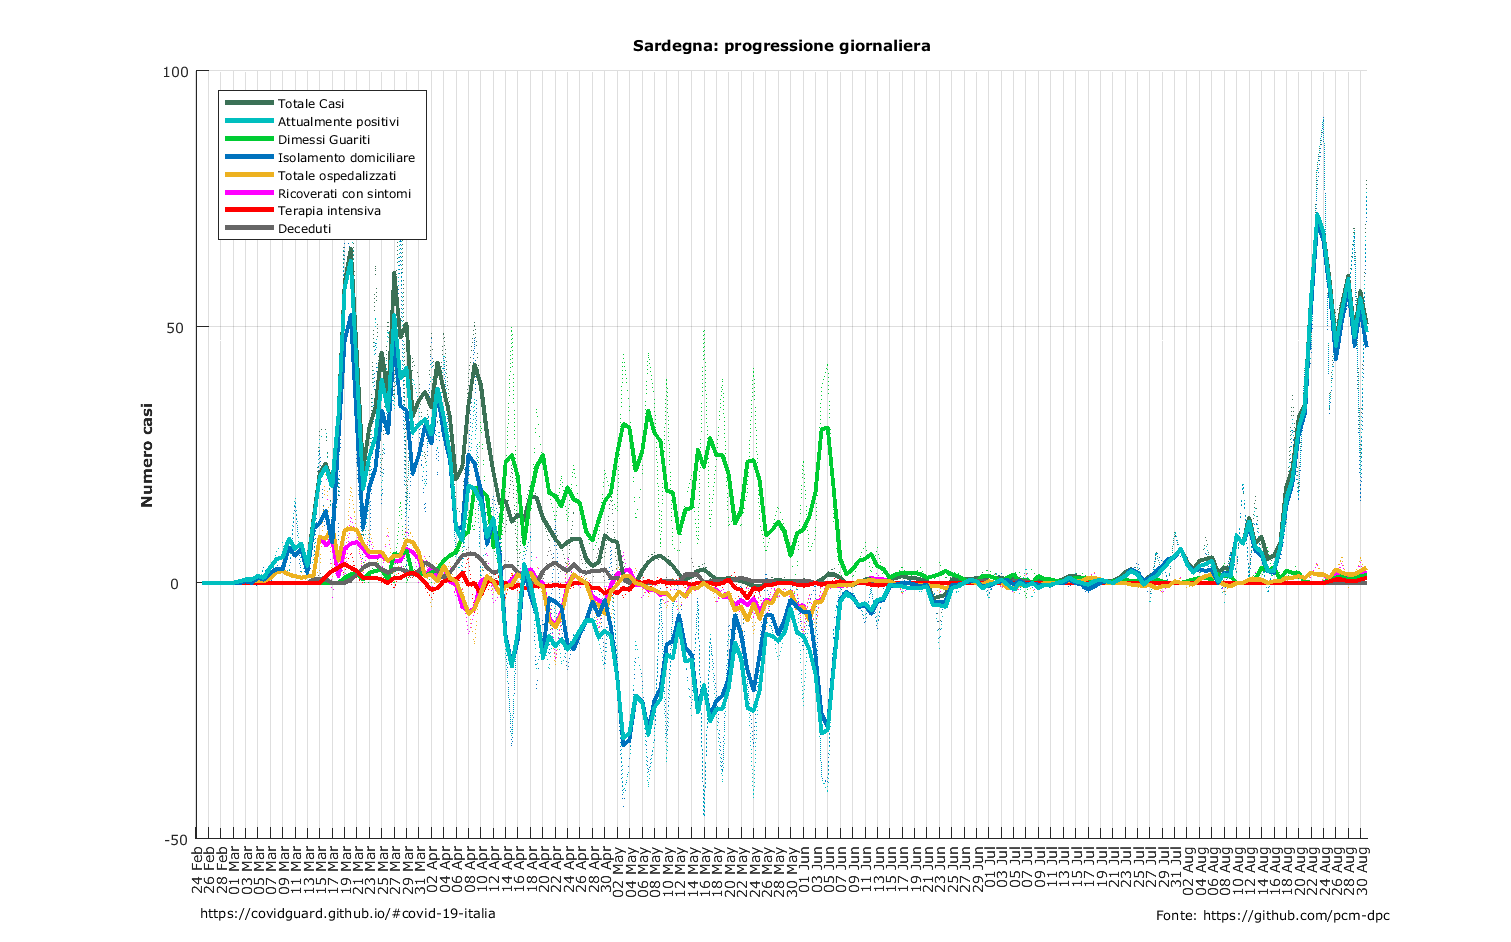 Sardegna: progressione giornaliera
100
Totale Casi
Attualmente positivi
Dimessi Guariti
Isolamento domiciliare
Totale ospedalizzati
Ricoverati con sintomi
Terapia intensiva
Deceduti
50
Numero casi
0
-50
24 Feb
26 Feb
28 Feb
01 Mar
03 Mar
05 Mar
07 Mar
09 Mar
11 Mar
13 Mar
15 Mar
17 Mar
19 Mar
21 Mar
23 Mar
25 Mar
27 Mar
29 Mar
31 Mar
02 Apr
04 Apr
06 Apr
08 Apr
10 Apr
12 Apr
14 Apr
16 Apr
18 Apr
20 Apr
22 Apr
24 Apr
26 Apr
28 Apr
30 Apr
02 May
04 May
06 May
08 May
10 May
12 May
14 May
16 May
18 May
20 May
22 May
24 May
26 May
28 May
30 May
01 Jun
03 Jun
05 Jun
07 Jun
09 Jun
11 Jun
13 Jun
15 Jun
17 Jun
19 Jun
21 Jun
23 Jun
25 Jun
27 Jun
29 Jun
01 Jul
03 Jul
05 Jul
07 Jul
09 Jul
11 Jul
13 Jul
15 Jul
17 Jul
19 Jul
21 Jul
23 Jul
25 Jul
27 Jul
29 Jul
31 Jul
02 Aug
04 Aug
06 Aug
08 Aug
10 Aug
12 Aug
14 Aug
16 Aug
18 Aug
20 Aug
22 Aug
24 Aug
26 Aug
28 Aug
30 Aug
https://covidguard.github.io/#covid-19-italia
Fonte: https://github.com/pcm-dpc